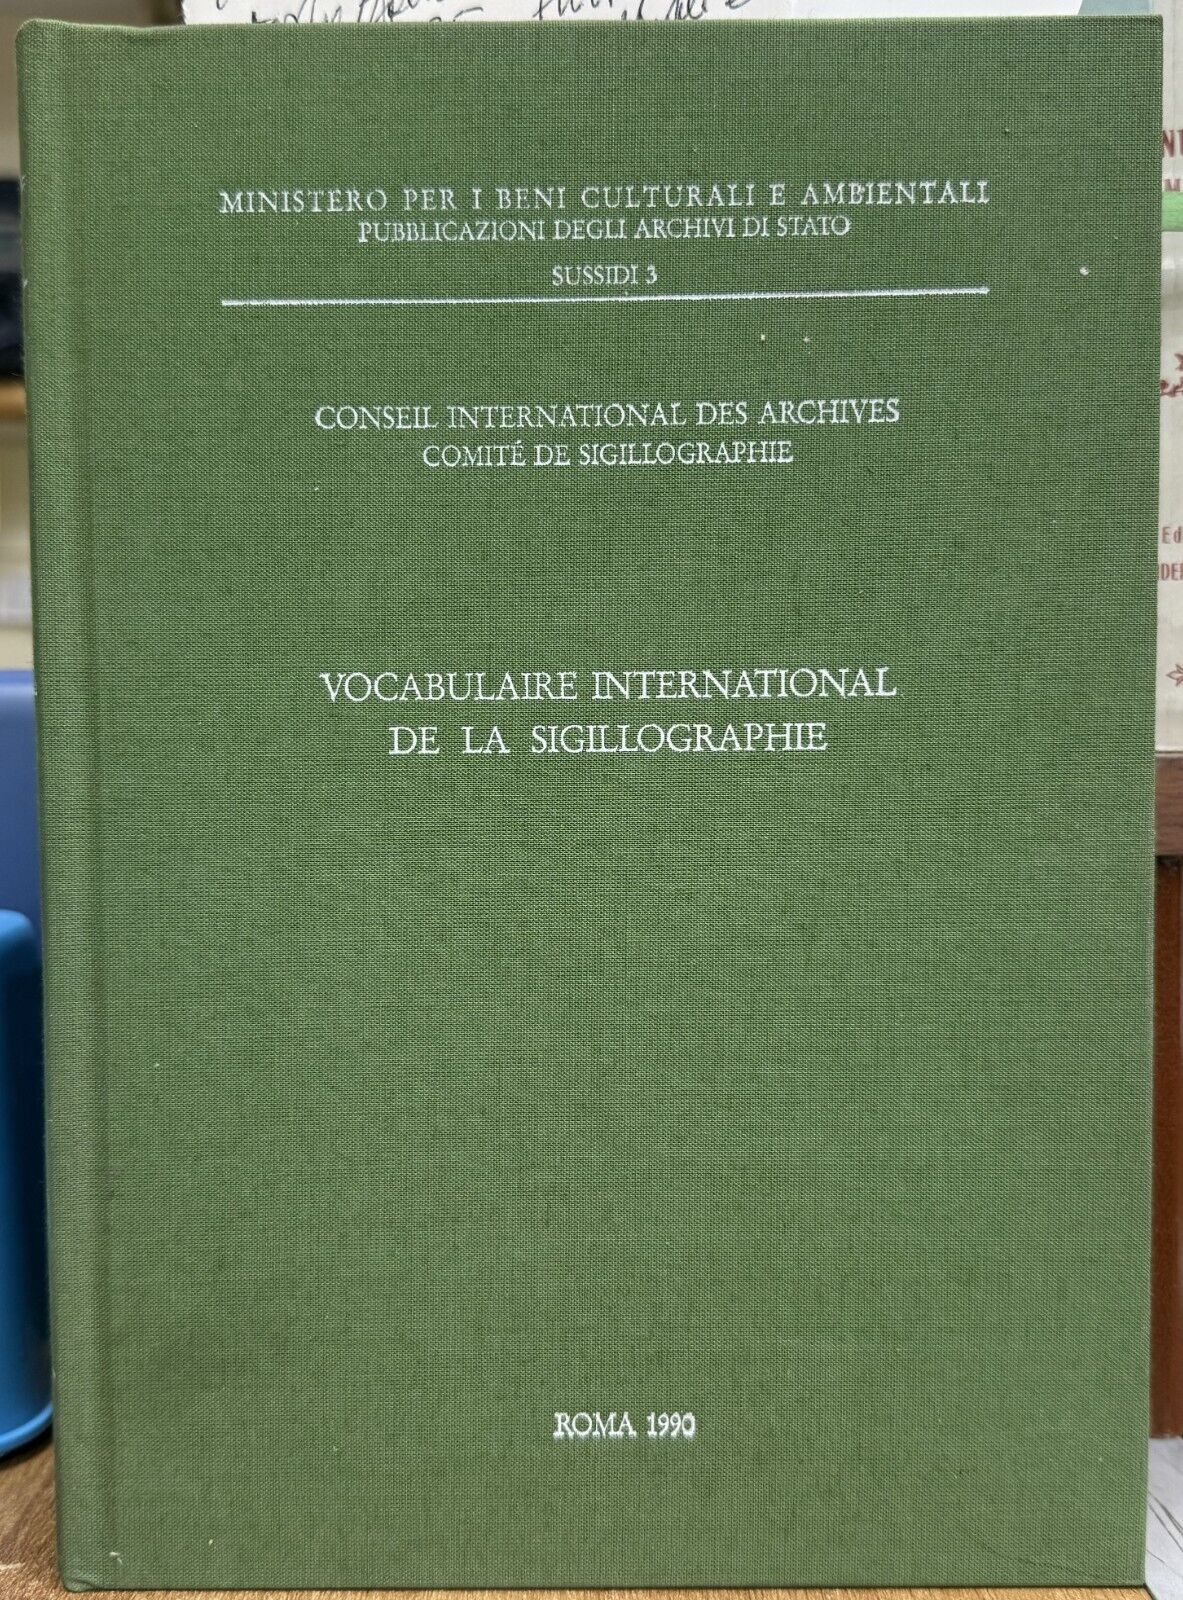 MINISTERO PER I BENI CULTURALI E AMBIENTALI
PUBBLICAZIONI DEGLI ARCHIVI DI STATO
SUSSIDI 3
CONSEIL INTERNATIONAL DES ARCHIVES
COMITÉ DE SIGILLOGRAPHIE
VOCABULAIRE INTERNATIONAL
DE LA SIGILLOGRAPHIE
ROMA 1990